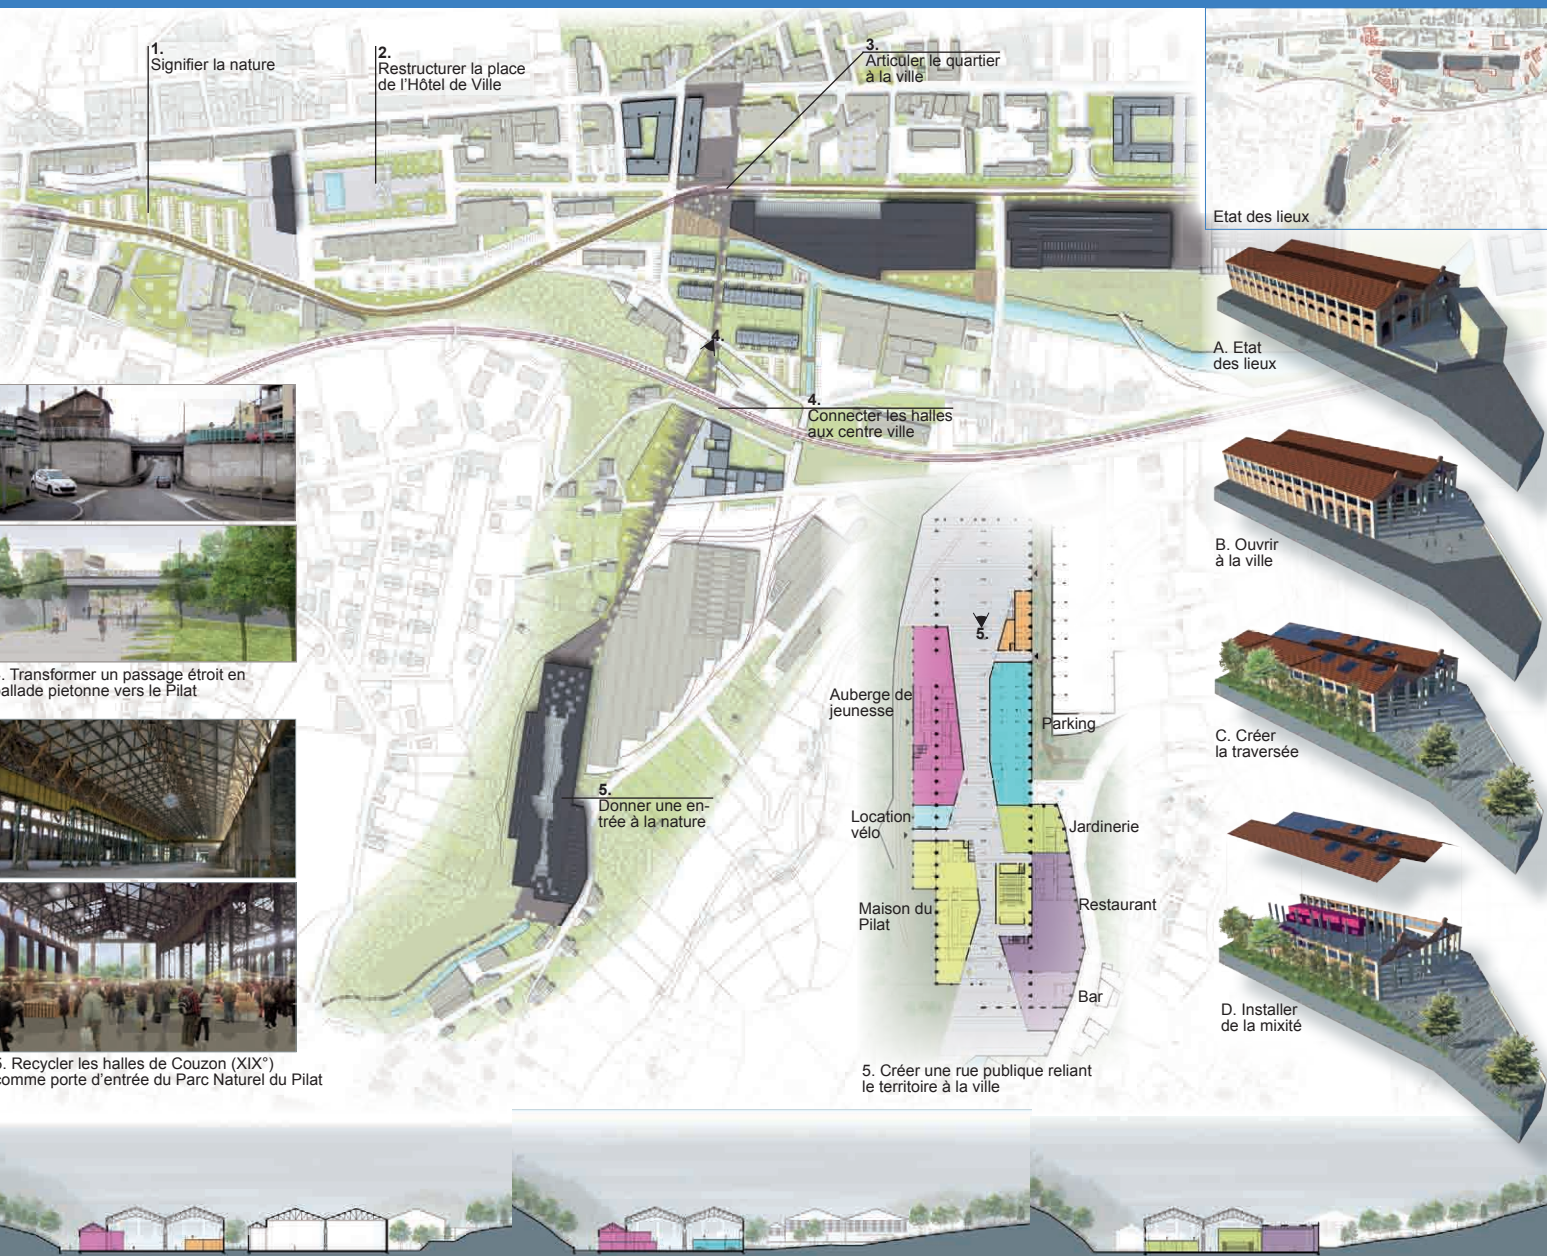 1.
Signifier la nature
2.
Restructurer la place
de l'Hôtel de Ville
3.
Articuler le quartier
à la ville
Etat des lieux
A. Etat
des lieux
4.
4.
Connecter les halles
aux centre ville
B. Ouvrir
à la ville
. Transformer un passage étroit en
allade pietonne vers le Pilat
5.
Auberge de
jeunesse
Parking
C. Créer
la traversée
5.
Donner une en-
trée à la nature
Location
vélo
Jardinerie
Maison du
Pilat
Restaurant
Bar
D. Installer
de la mixité
5. Recycler les halles de Couzon (XIX°)
comme porte d'entrée du Parc Naturel du Pilat
5. Créer une rue publique reliant
le territoire à la ville